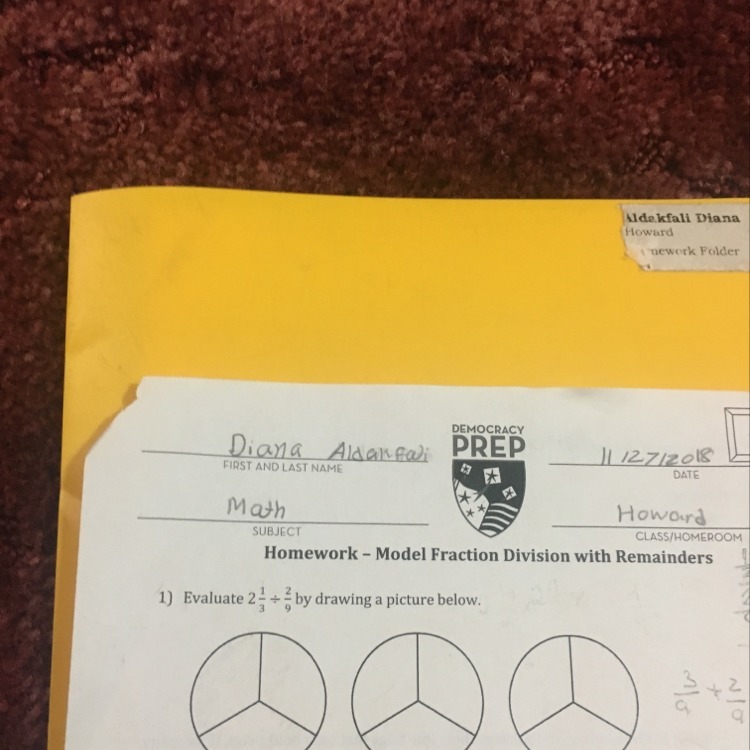 Aldakfali Diana
Howard
mework Folder
Diana Aldakfali
FIRST AND LAST NAME
DEMOCRACY
PREP
11/27/2018
DATE
Math
SUBJECT
Howard
CLASS/HOMEROOM
Homework – Model Fraction Division with Remainders
1) Evaluate 2 1/3 ÷ 2/9 by drawing a picture below.
3/9 + 2/9